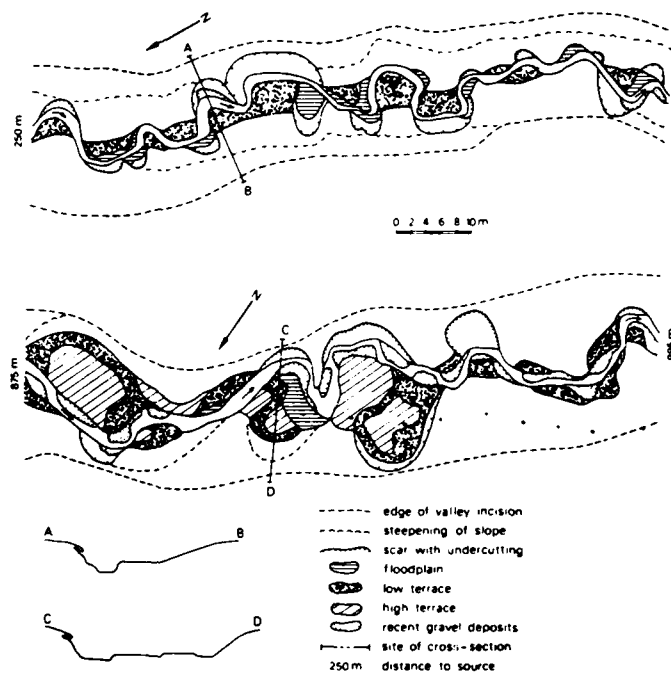 N
A
250 m
B
0 2 4 6 8 10m
N
C
875 m
D
A B
C D
edge of valley incision
steepening of slope
scar with undercutting
floodplain
low terrace
high terrace
recent gravel deposits
site of cross-section
250 m distance to source